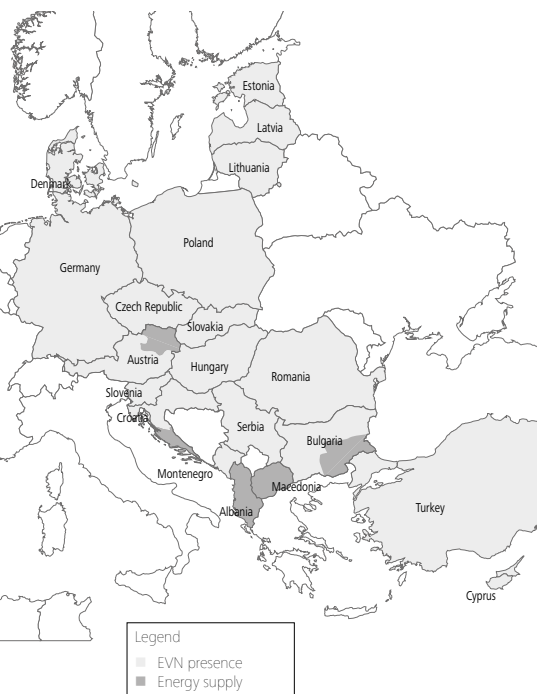 Estonia
Latvia
Lithuania
Denmark
Poland
Germany
Czech Republic
Slovakia
Austria
Hungary
Romania
Slovenia
Croatia
Serbia
Bulgaria
Montenegro
Macedonia
Albania
Turkey
Cyprus
Legend
EVN presence
Energy supply